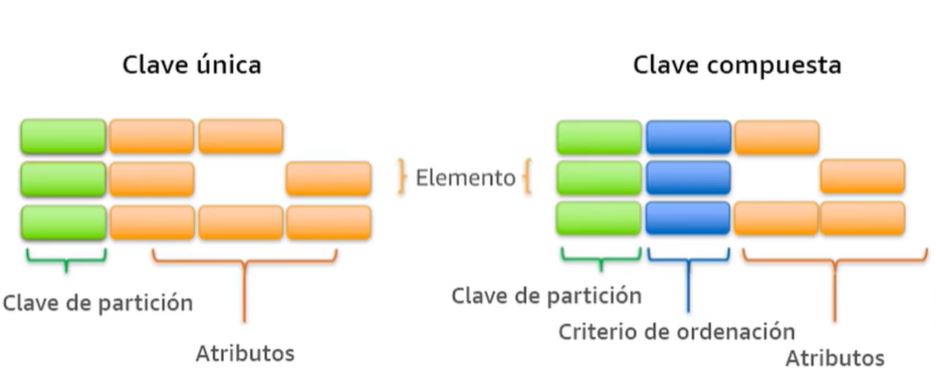 Clave única
Clave compuesta
Elemento
Clave de partición
Atributos
Clave de partición
Criterio de ordenación
Atributos